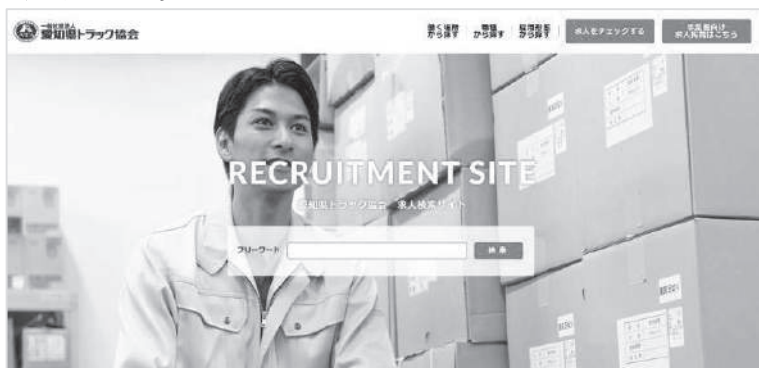 一般社団法人
愛知県トラック協会
働く場所
から探す
職種
から探す
雇用形態
から探す
求人をチェックする
事業者向け
求人掲載はこちら
RECRUITMENT SITE
愛知県トラック協会 求人検索サイト
フリーワード
検索